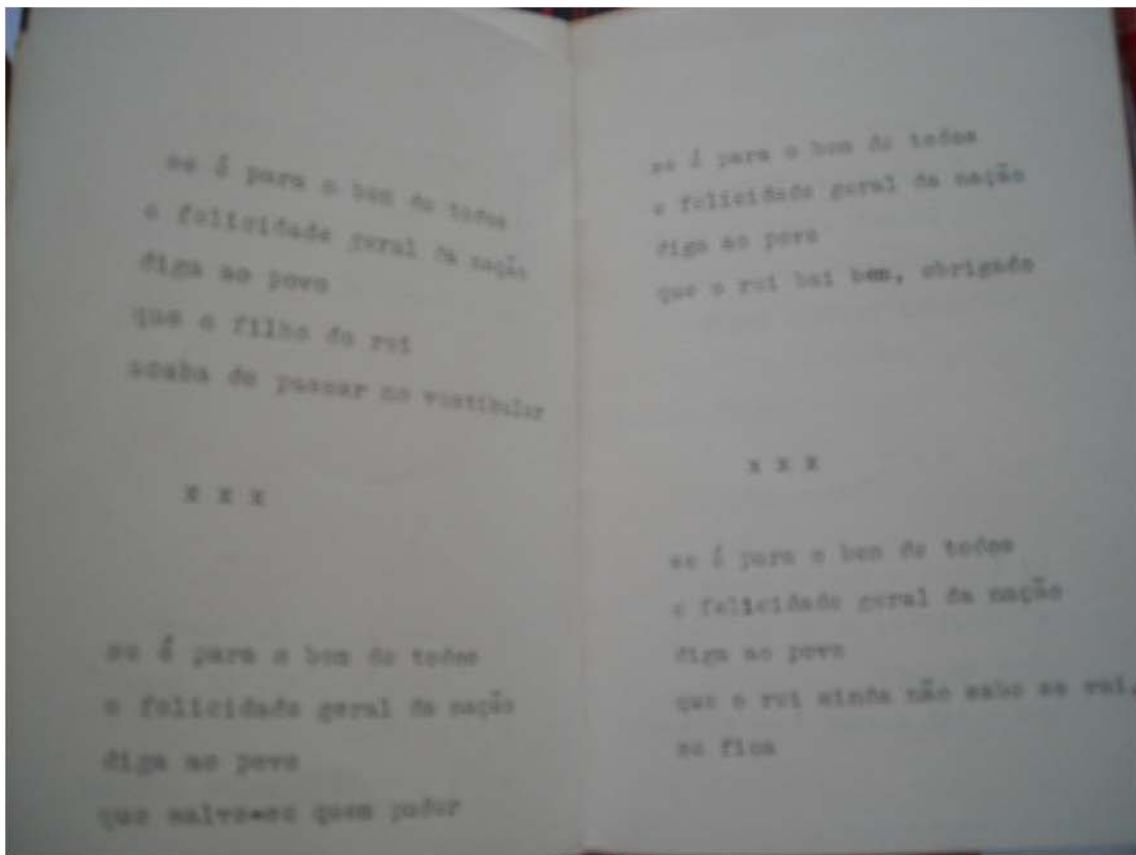 se é para o bem de todos
e felicidade geral da nação
diga ao povo
que o filho do rei
acaba de passar no vestibular
x x x
se é para o bem de todos
e felicidade geral da nação
diga ao povo
que salve-se quem puder
se é para o bem de todos
e felicidade geral da nação
diga ao povo
que o rei bai bem, obrigado
x x x
se é para o bem de todos
e felicidade geral da nação
diga ao povo
que o rei ainda não sabe se vai,
se fica